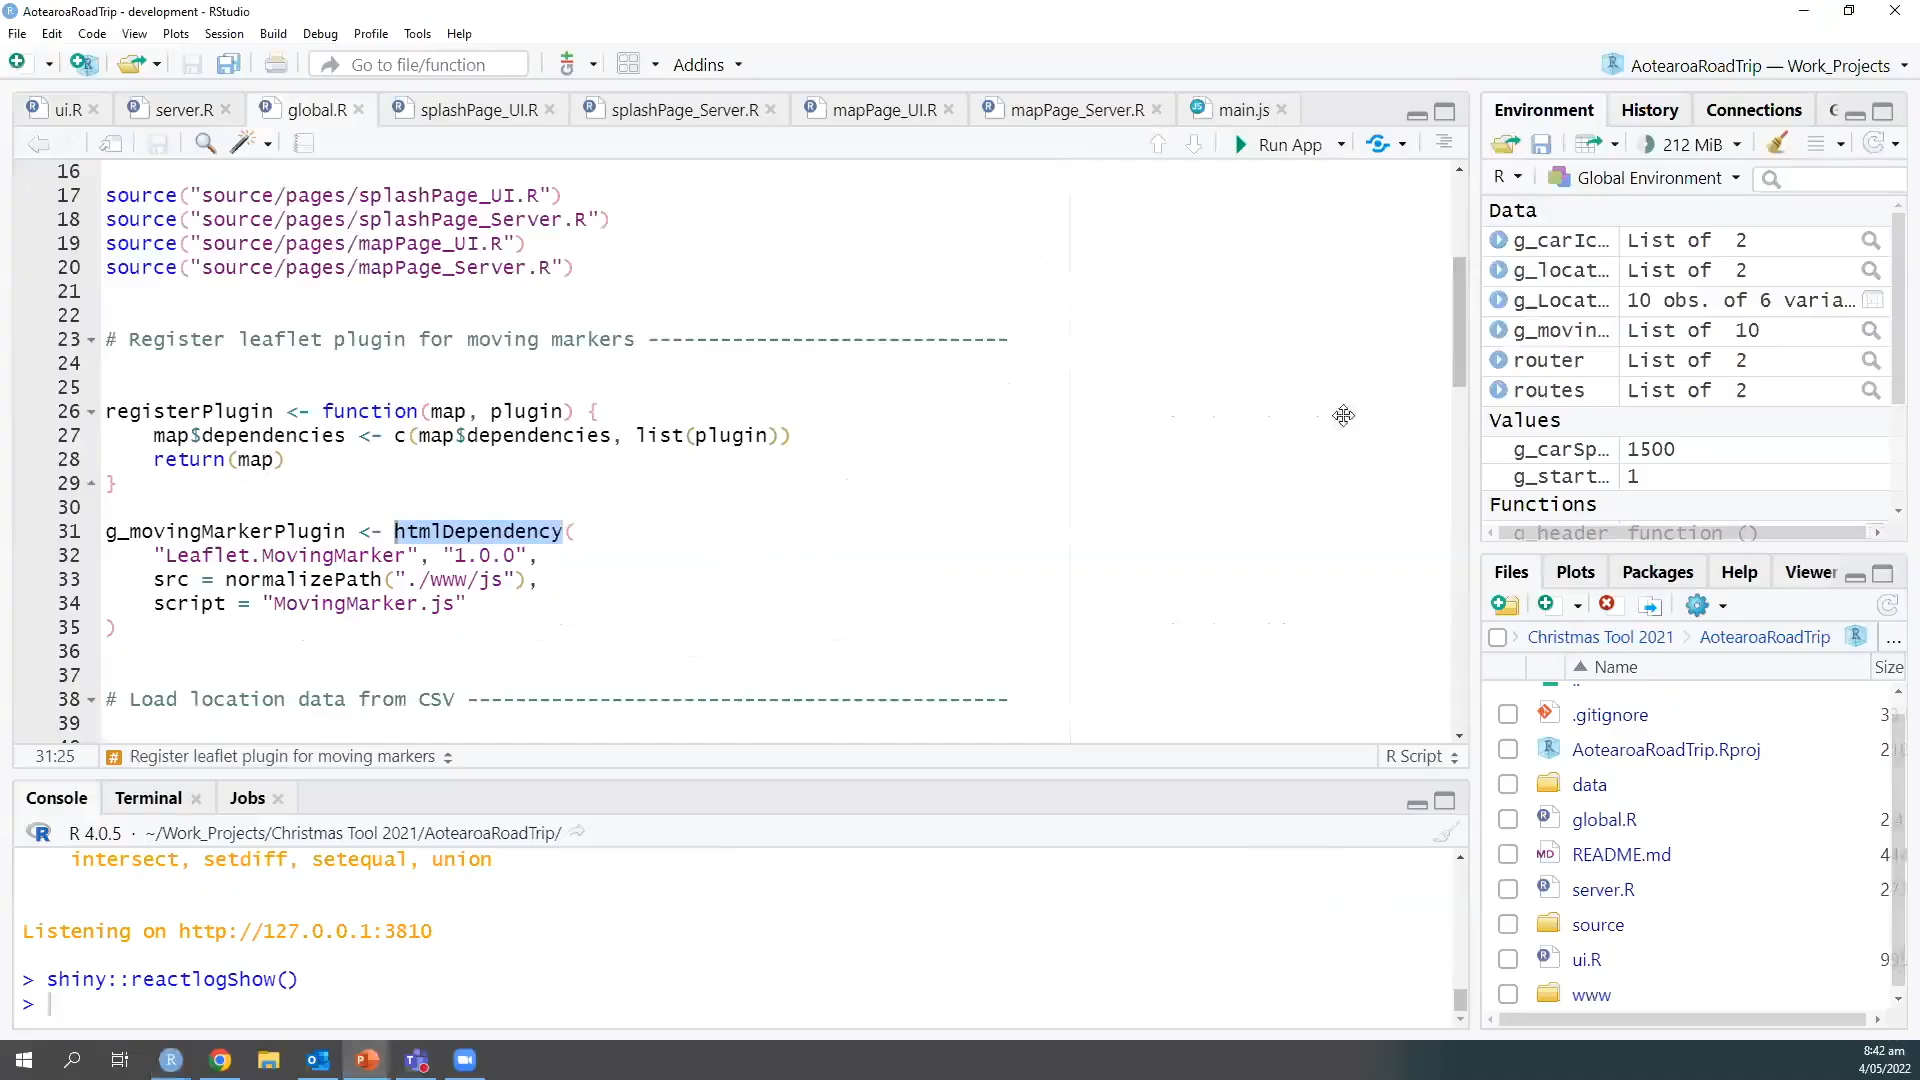 AotearoaRoadTrip - development - RStudio
File Edit Code View Plots Session Build Debug Profile Tools Help
Go to file/function Addins AotearoaRoadTrip — Work_Projects
ui.R server.R global.R splashPage_UI.R splashPage_Server.R mapPage_UI.R mapPage_Server.R main.js
Run App
16
17 source("source/pages/splashPage_UI.R")
18 source("source/pages/splashPage_Server.R")
19 source("source/pages/mapPage_UI.R")
20 source("source/pages/mapPage_Server.R")
21
22
23 # Register leaflet plugin for moving markers ------------------------------
24
25
26 registerPlugin <- function(map, plugin) {
27 map$dependencies <- c(map$dependencies, list(plugin))
28 return(map)
29 }
30
31 g_movingMarkerPlugin <- htmlDependency(
32 "Leaflet.MovingMarker", "1.0.0",
33 src = normalizePath("./www/js"),
34 script = "MovingMarker.js"
35 )
36
37
38 # Load location data from CSV ---------------------------------------------
39
31:25 # Register leaflet plugin for moving markers R Script
Console Terminal Jobs
R 4.0.5 · ~/Work_Projects/Christmas Tool 2021/AotearoaRoadTrip/
intersect, setdiff, setequal, union
Listening on http://127.0.0.1:3810
> shiny::reactlogShow()
>
Environment History Connections
212 MiB
R Global Environment
Data
g_carIc... List of 2
g_locat... List of 2
g_Locat... 10 obs. of 6 varia...
g_movin... List of 10
router List of 2
routes List of 2
Values
g_carSp... 1500
g_start... 1
Functions
g_header function ()
Files Plots Packages Help Viewer
Christmas Tool 2021 AotearoaRoadTrip ...
Name Size
..
.gitignore
AotearoaRoadTrip.Rproj
data
global.R
MD README.md
server.R
source
ui.R
www
8:42 am
4/05/2022